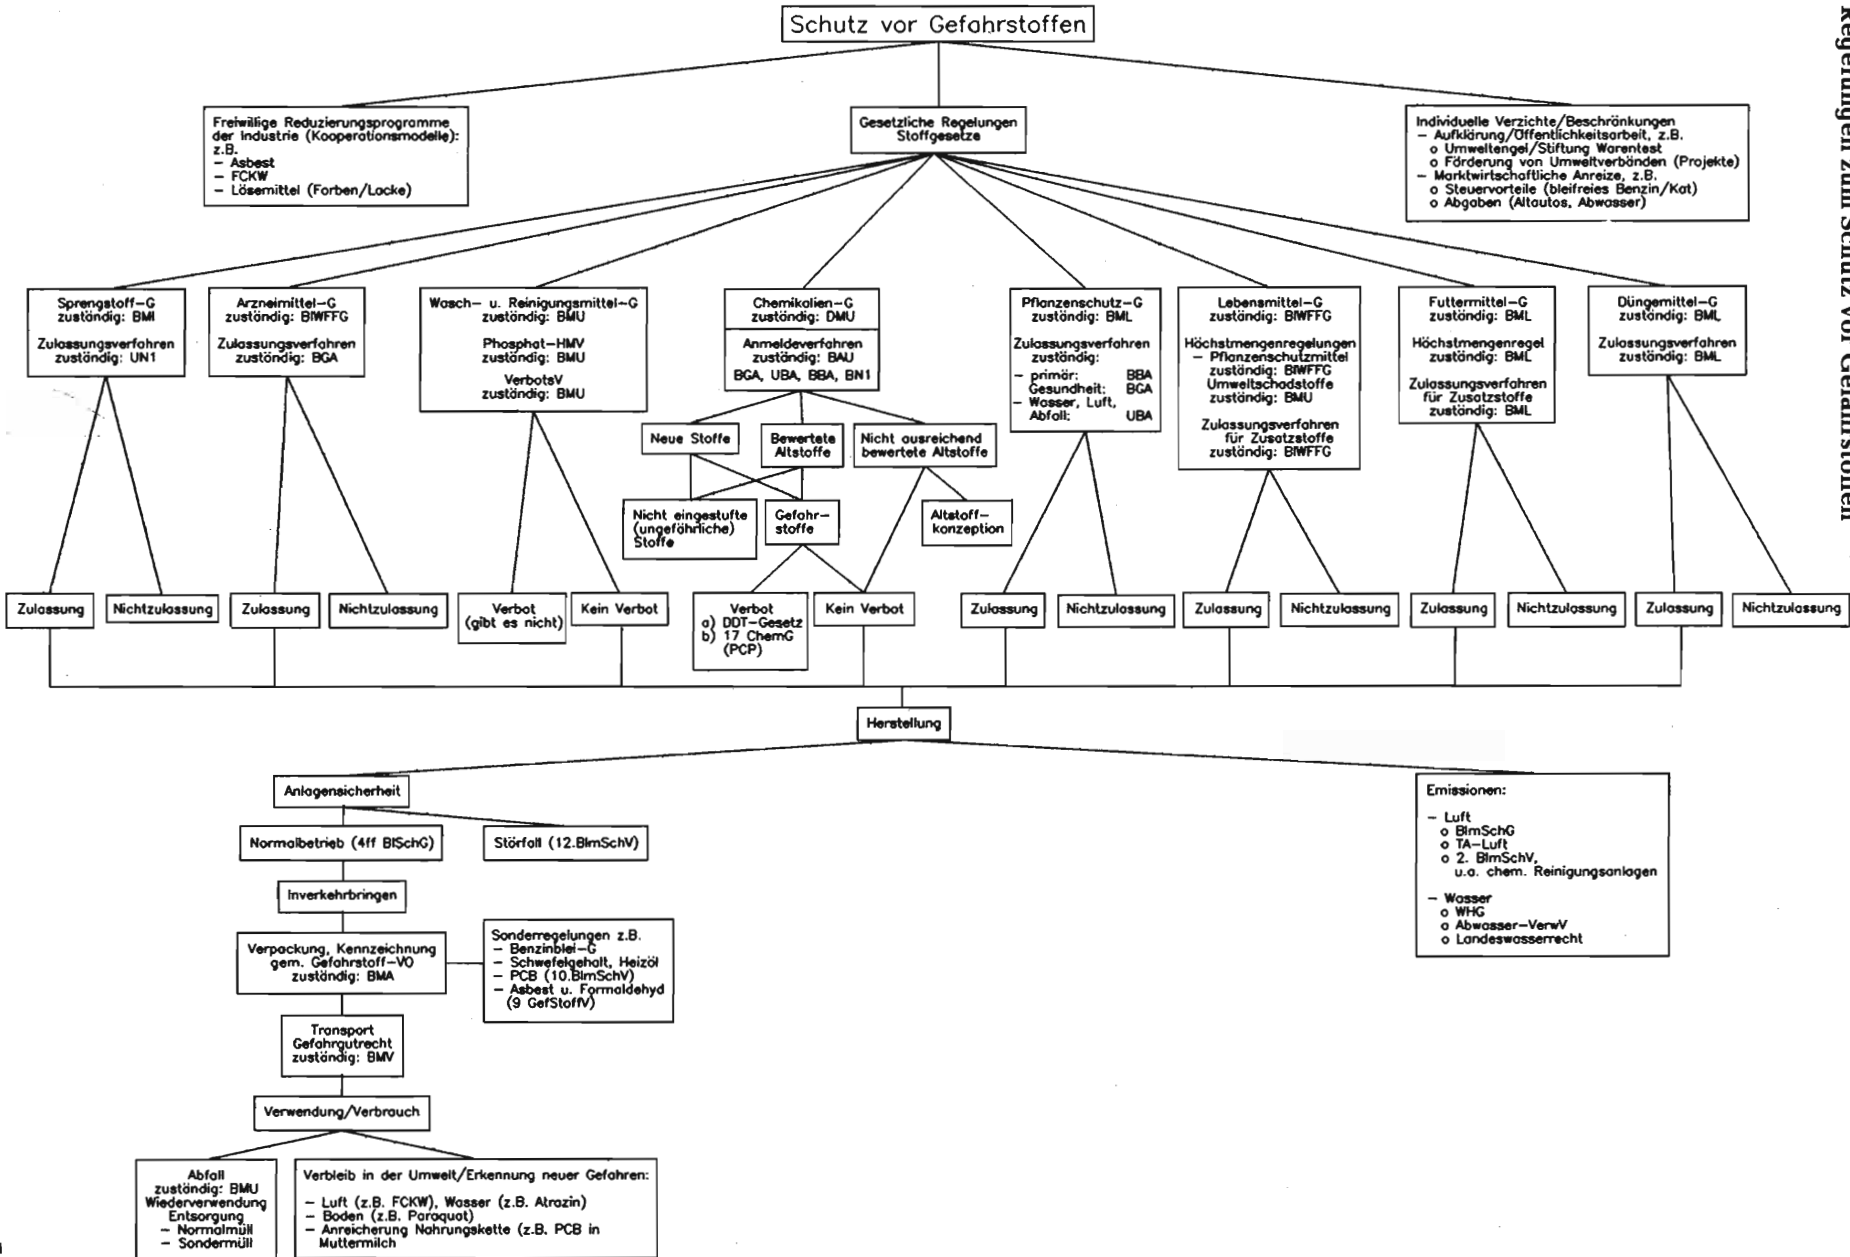 Regelungen zum Schutz vor Gefahrstoffen
Schutz vor Gefahrstoffen
Freiwillige Reduzierungsprogramme
der Industrie (Kooperationsmodelle):
z.B.
– Asbest
– FCKW
– Lösemittel (Farben/Lacke)
Gesetzliche Regelungen
Stoffgesetze
Individuelle Verzichte/Beschränkungen
– Aufklärung/Öffentlichkeitsarbeit, z.B.
o Umweltengel/Stiftung Warentest
o Förderung von Umweltverbänden (Projekte)
– Marktwirtschaftliche Anreize, z.B.
o Steuervorteile (bleifreies Benzin/Kat)
o Abgaben (Altautos, Abwasser)
Sprengstoff–G
zuständig: BMI
Zulassungsverfahren
zuständig: UN1
Arzneimittel–G
zuständig: BIWFFG
Zulassungsverfahren
zuständig: BGA
Wasch– u. Reinigungsmittel–G
zuständig: BMU
Phosphat–HMV
zuständig: BMU
VerbotsV
zuständig: BMU
Chemikalien–G
zuständig: DMU
Anmeldeverfahren
zuständig: BAU
BGA, UBA, BBA, BN1
Pflanzenschutz–G
zuständig: BML
Zulassungsverfahren
zuständig:
– primär: BBA
Gesundheit: BGA
– Wasser, Luft,
Abfall: UBA
Lebensmittel–G
zuständig: BIWFFG
Höchstmengenregelungen
– Pflanzenschutzmittel
zuständig: BIWFFG
Umweltschadstoffe
zuständig: BMU
Zulassungsverfahren
für Zusatzstoffe
zuständig: BIWFFG
Futtermittel–G
zuständig: BML
Höchstmengenregel
zuständig: BML
Zulassungsverfahren
für Zusatzstoffe
zuständig: BML
Düngemittel–G
zuständig: BML
Zulassungsverfahren
zuständig: BML
Neue Stoffe
Bewertete
Altstoffe
Nicht ausreichend
bewertete Altstoffe
Nicht eingestufte
(ungefährliche)
Stoffe
Gefahr–
stoffe
Altstoff–
konzeption
Zulassung
Nichtzulassung
Zulassung
Nichtzulassung
Verbot
(gibt es nicht)
Kein Verbot
Verbot
a) DDT–Gesetz
b) 17 ChemG
(PCP)
Kein Verbot
Zulassung
Nichtzulassung
Zulassung
Nichtzulassung
Zulassung
Nichtzulassung
Zulassung
Nichtzulassung
Herstellung
Anlagensicherheit
Normalbetrieb (4ff BISchG)
Störfall (12.BImSchV)
Inverkehrbringen
Verpackung, Kennzeichnung
gem. Gefahrstoff–VO
zuständig: BMA
Sonderregelungen z.B.
– Benzinblei–G
– Schwefelgehalt, Heizöl
– PCB (10.BImSchV)
– Asbest u. Formaldehyd
(9 GefStoffV)
Transport
Gefahrgutrecht
zuständig: BMV
Verwendung/Verbrauch
Abfall
zuständig: BMU
Wiederverwendung
Entsorgung
– Normalmüll
– Sondermüll
Verbleib in der Umwelt/Erkennung neuer Gefahren:
– Luft (z.B. FCKW), Wasser (z.B. Atrazin)
– Boden (z.B. Paraquat)
– Anreicherung Nahrungskette (z.B. PCB in
Muttermilch
Emissionen:
– Luft
o BImSchG
o TA–Luft
o 2. BImSchV,
u.a. chem. Reinigungsanlagen
– Wasser
o WHG
o Abwasser–VerwV
o Landeswasserrecht